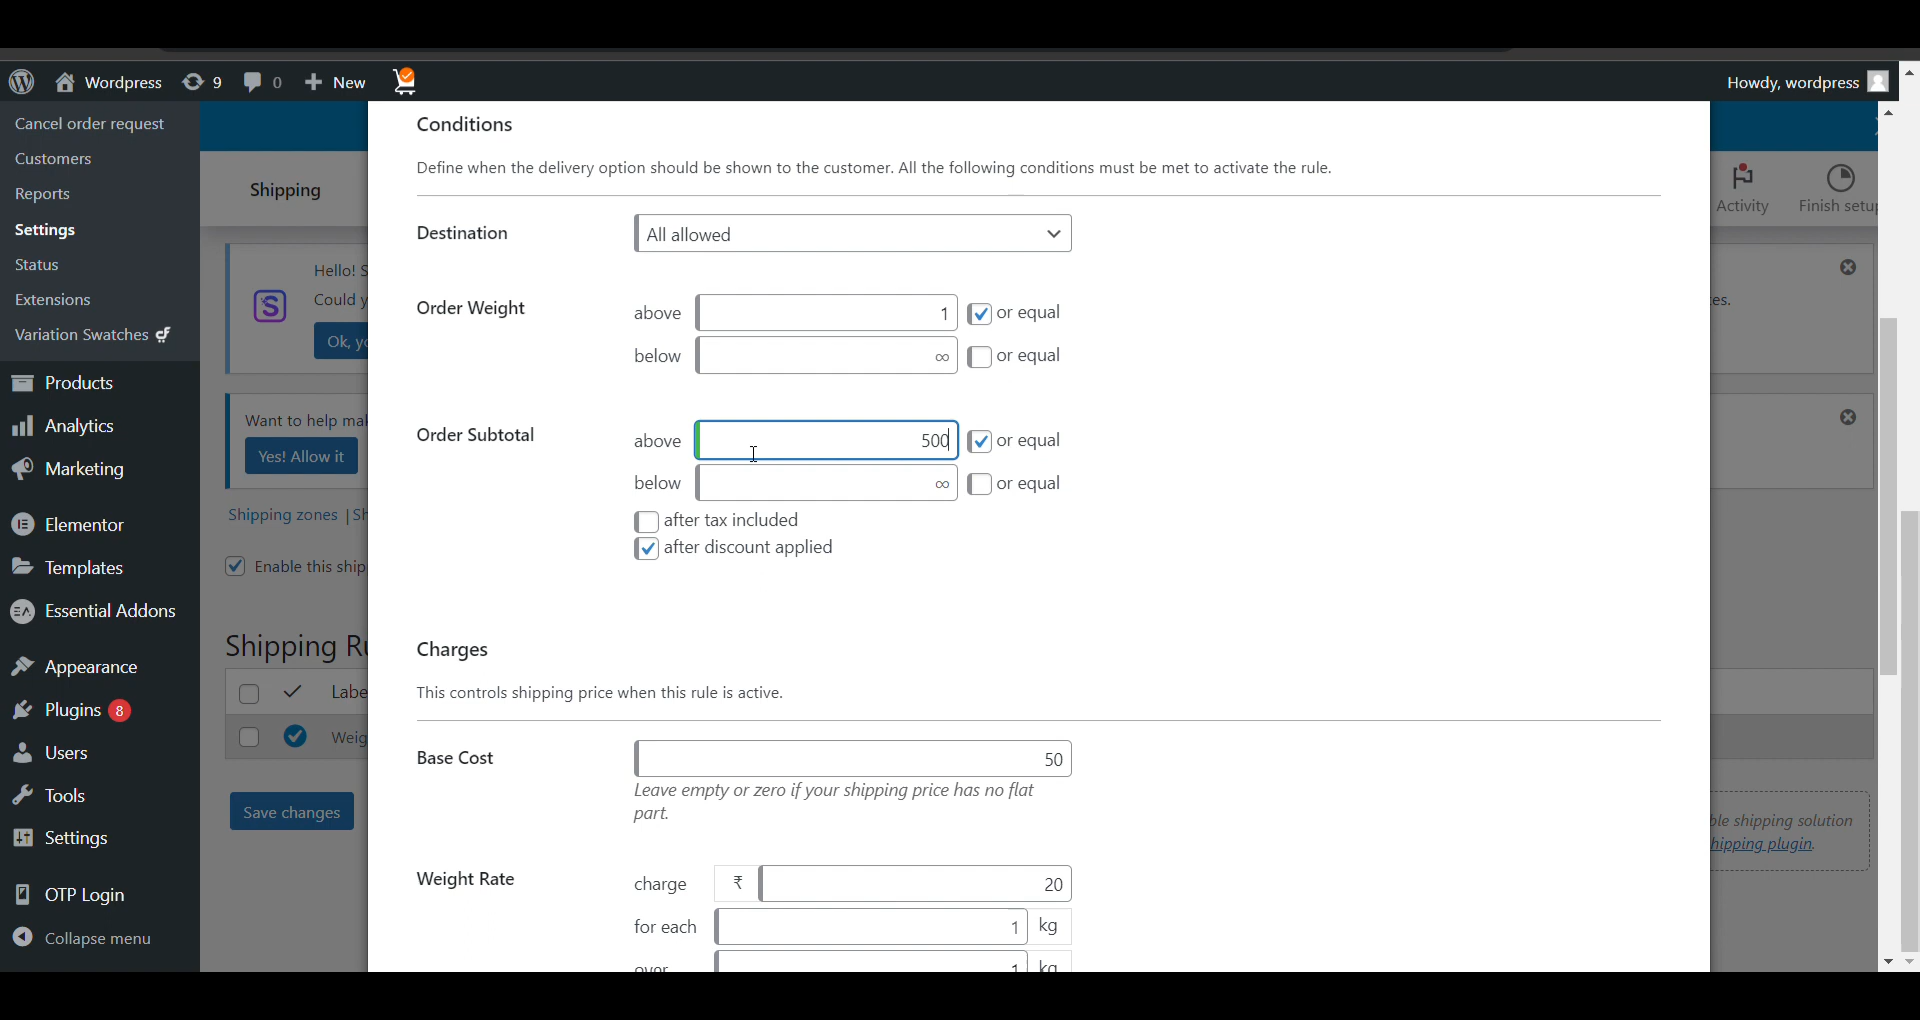 Wordpress 9 0 New Howdy, wordpress
Cancel order request
Customers
Reports
Settings
Status
Extensions
Variation Swatches
Products
Analytics
Marketing
Elementor
Templates
Essential Addons
Appearance
Plugins 8
Users
Tools
Settings
OTP Login
Collapse menu
Shipping
Activity
Finish setu
Hello! S
Could y
Ok, yo
Want to help mak
Yes! Allow it
Shipping zones | Sh
Enable this ship
Shipping Ru
Labe
Weig
Save changes
Conditions
Define when the delivery option should be shown to the customer. All the following conditions must be met to activate the rule.
Destination All allowed
Order Weight above 1 or equal
below ∞ or equal
Order Subtotal above 500 or equal
below ∞ or equal
after tax included
after discount applied
Charges
This controls shipping price when this rule is active.
Base Cost 50
Leave empty or zero if your shipping price has no flat
part.
Weight Rate charge ₹ 20
for each 1 kg
over 1 kg
es.
ble shipping solution
hipping plugin.